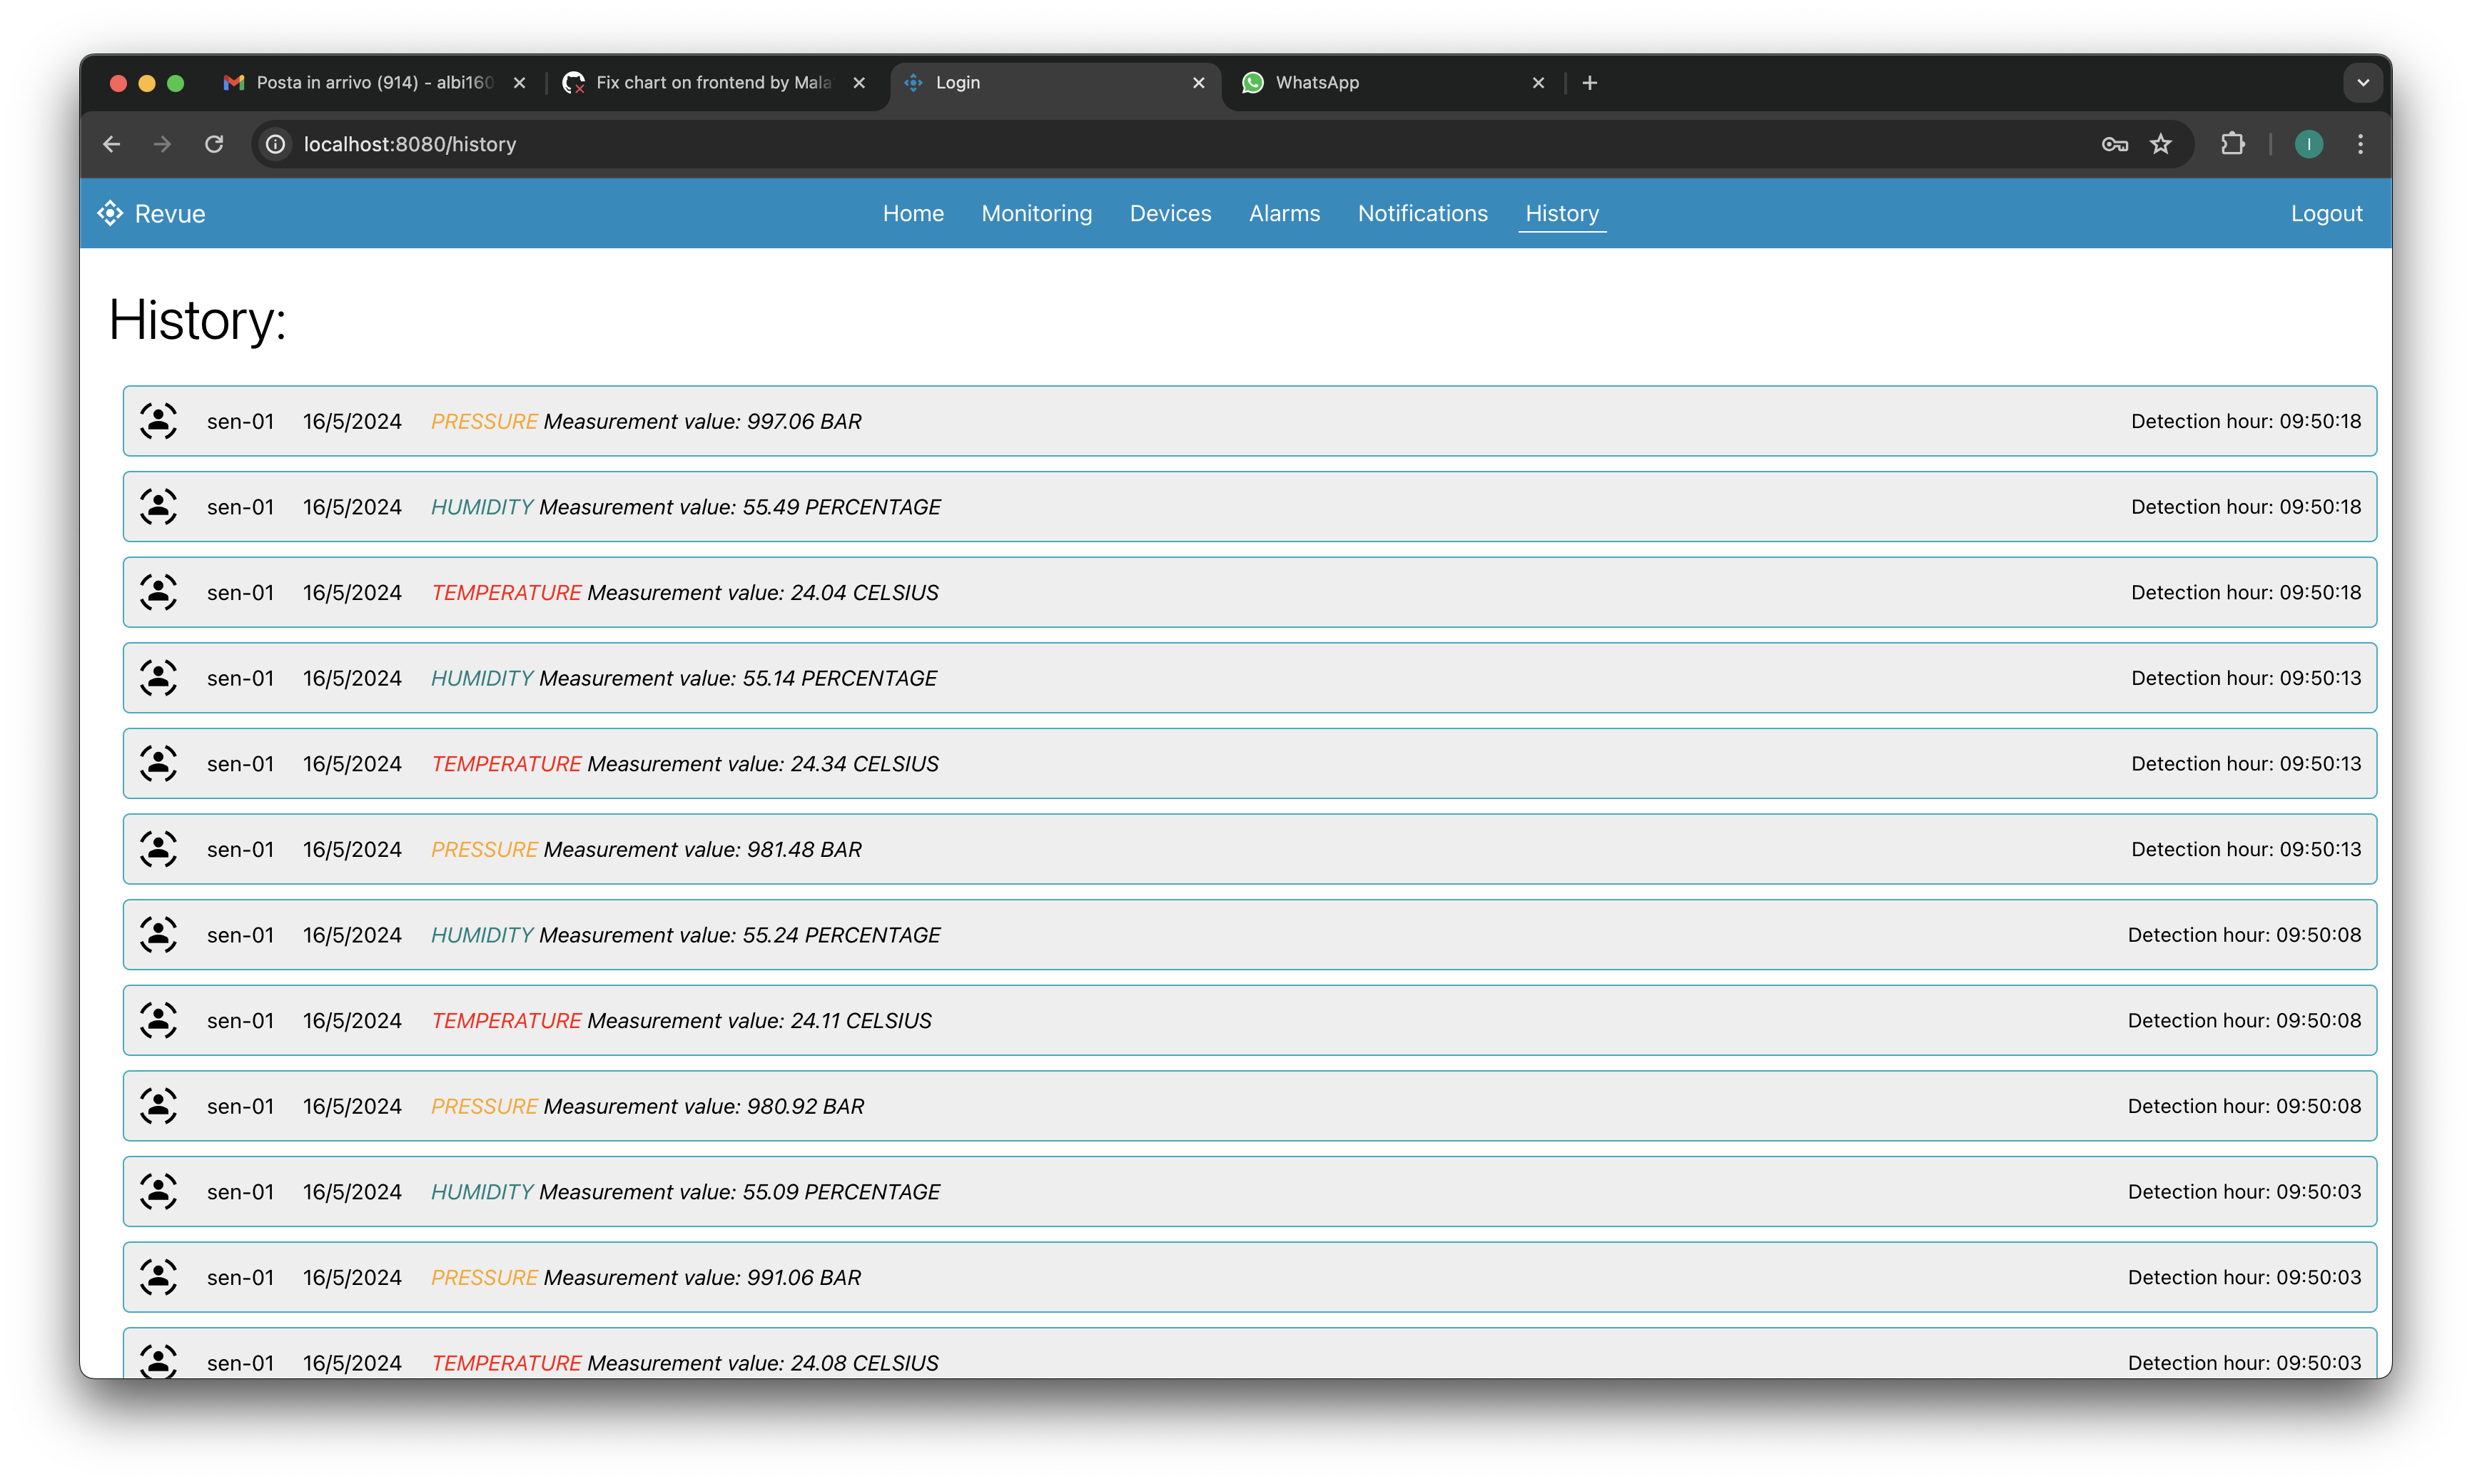 Posta in arrivo (914) - albi160
Fix chart on frontend by Mala
Login
WhatsApp
localhost:8080/history
I
Revue Home Monitoring Devices Alarms Notifications History Logout
History:
sen-01 16/5/2024 PRESSURE Measurement value: 997.06 BAR Detection hour: 09:50:18
sen-01 16/5/2024 HUMIDITY Measurement value: 55.49 PERCENTAGE Detection hour: 09:50:18
sen-01 16/5/2024 TEMPERATURE Measurement value: 24.04 CELSIUS Detection hour: 09:50:18
sen-01 16/5/2024 HUMIDITY Measurement value: 55.14 PERCENTAGE Detection hour: 09:50:13
sen-01 16/5/2024 TEMPERATURE Measurement value: 24.34 CELSIUS Detection hour: 09:50:13
sen-01 16/5/2024 PRESSURE Measurement value: 981.48 BAR Detection hour: 09:50:13
sen-01 16/5/2024 HUMIDITY Measurement value: 55.24 PERCENTAGE Detection hour: 09:50:08
sen-01 16/5/2024 TEMPERATURE Measurement value: 24.11 CELSIUS Detection hour: 09:50:08
sen-01 16/5/2024 PRESSURE Measurement value: 980.92 BAR Detection hour: 09:50:08
sen-01 16/5/2024 HUMIDITY Measurement value: 55.09 PERCENTAGE Detection hour: 09:50:03
sen-01 16/5/2024 PRESSURE Measurement value: 991.06 BAR Detection hour: 09:50:03
sen-01 16/5/2024 TEMPERATURE Measurement value: 24.08 CELSIUS Detection hour: 09:50:03